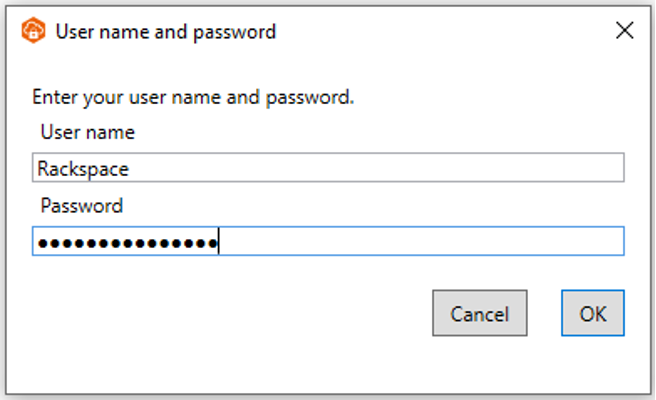 User name and password
Enter your user name and password.
User name
Rackspace
Password
●●●●●●●●●●●●●●●
Cancel OK